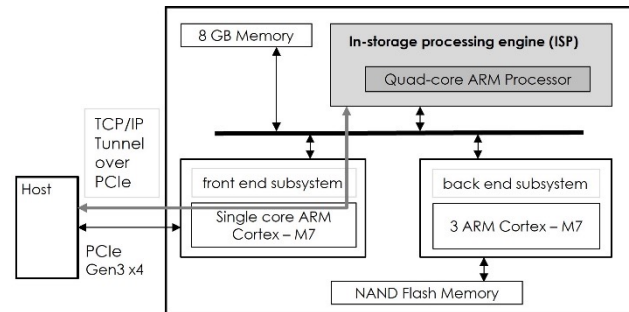 8 GB Memory
In-storage processing engine (ISP)
Quad-core ARM Processor
TCP/IP
Tunnel
over
PCIe
Host
front end subsystem
Single core ARM
Cortex – M7
back end subsystem
3 ARM Cortex – M7
PCIe
Gen3 x4
NAND Flash Memory